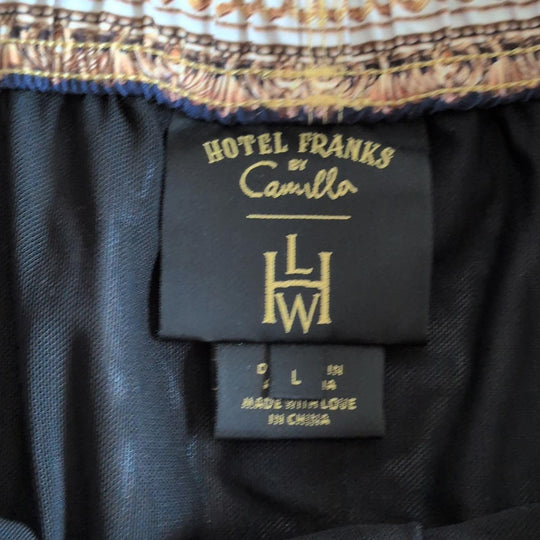 HOTEL FRANKS
BY
Camilla
LHW
L
MADE WITH LOVE
IN CHINA